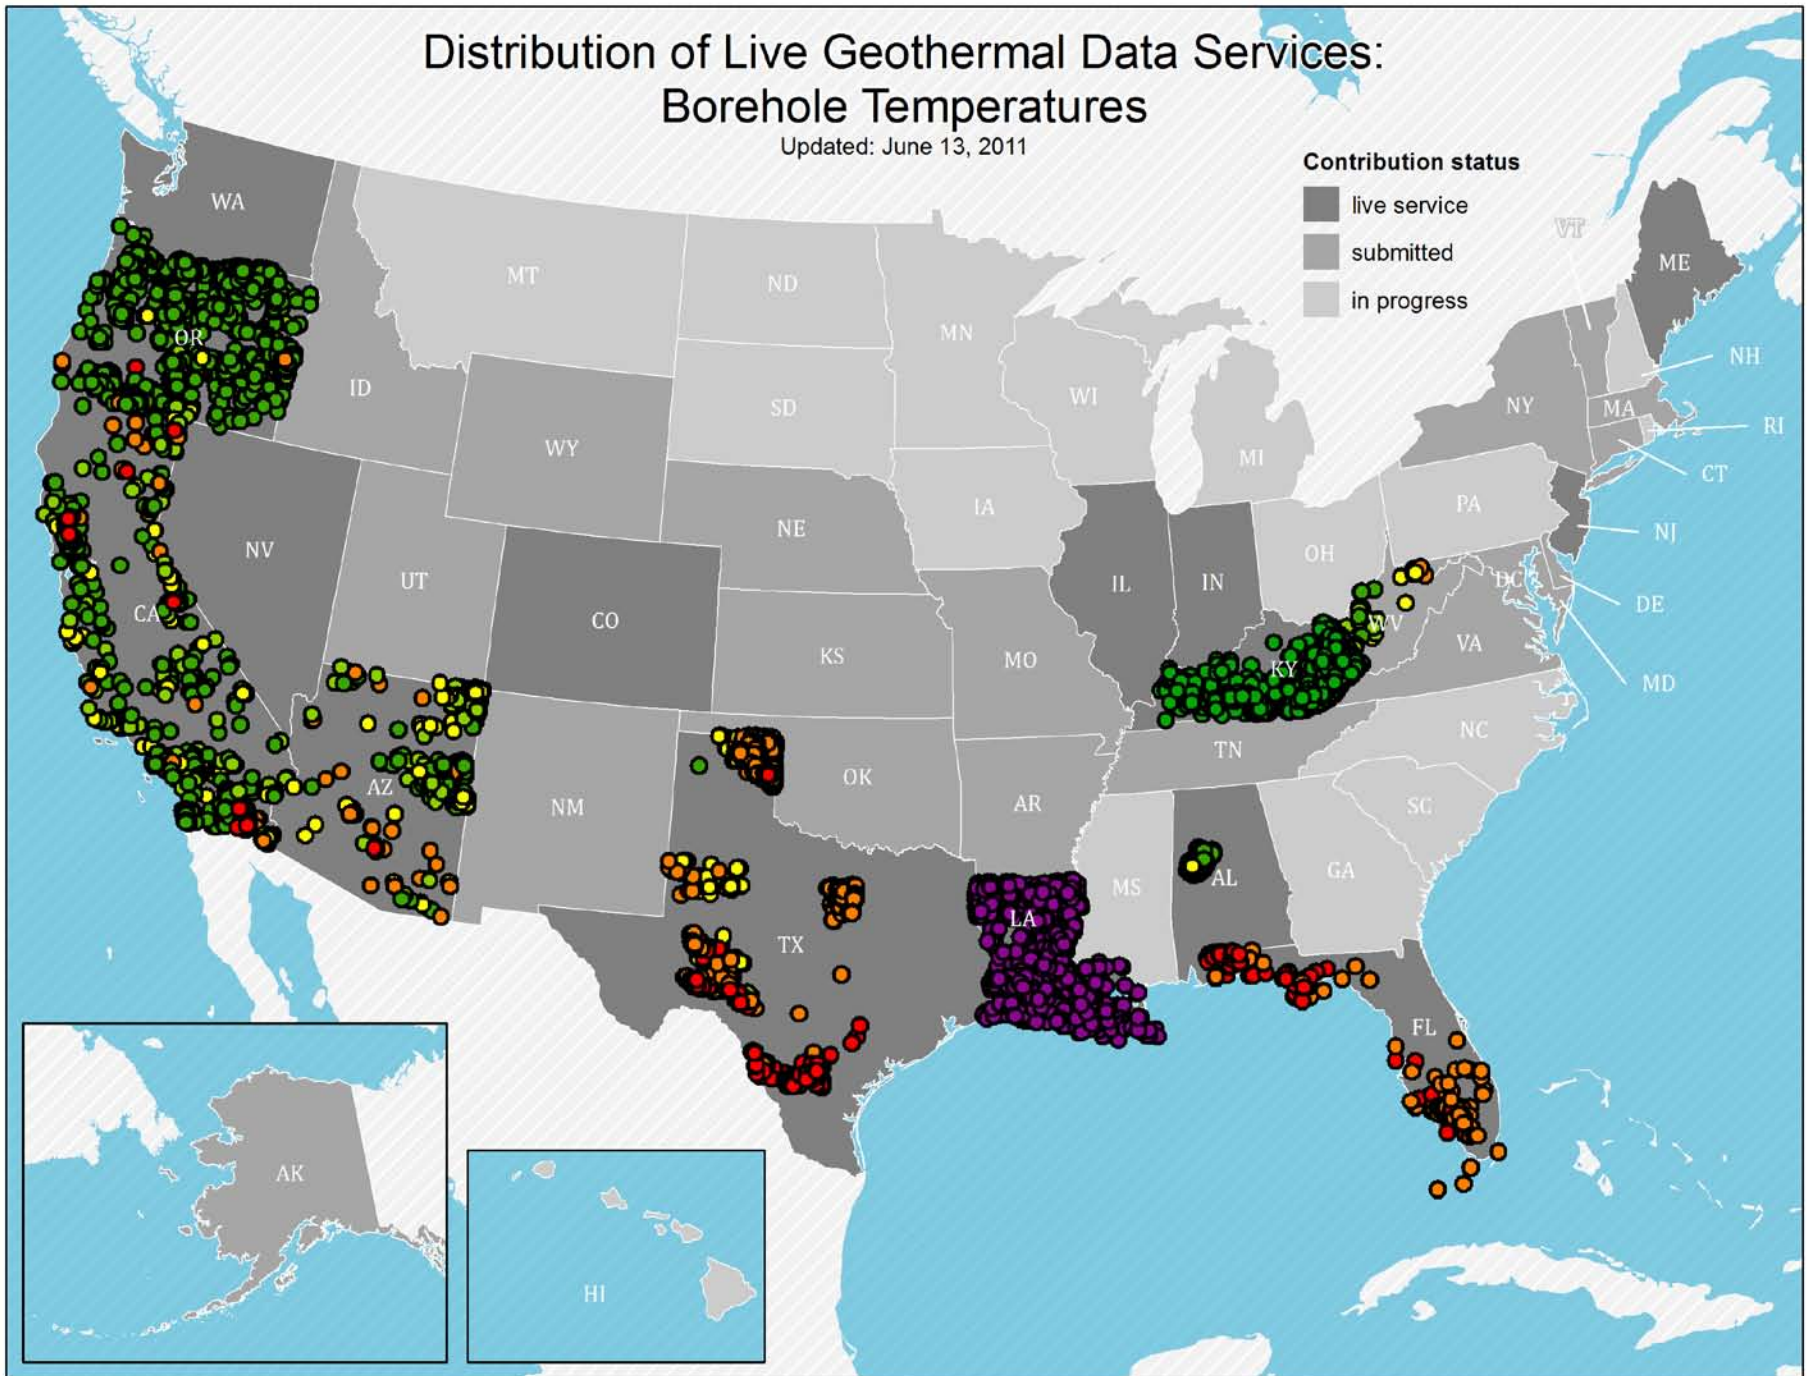 Distribution of Live Geothermal Data Services:
Borehole Temperatures
Updated: June 13, 2011
Contribution status
live service
submitted
in progress
WA
MT
ND
MN
VT
ME
OR
ID
SD
WI
MI
NY
NH
MA
RI
CT
WY
NE
IA
PA
NJ
NV
UT
CO
IL
IN
OH
DC
DE
CA
KS
MO
KY
WV
VA
MD
AZ
NM
OK
AR
TN
NC
SC
TX
LA
MS
AL
GA
FL
AK
HI